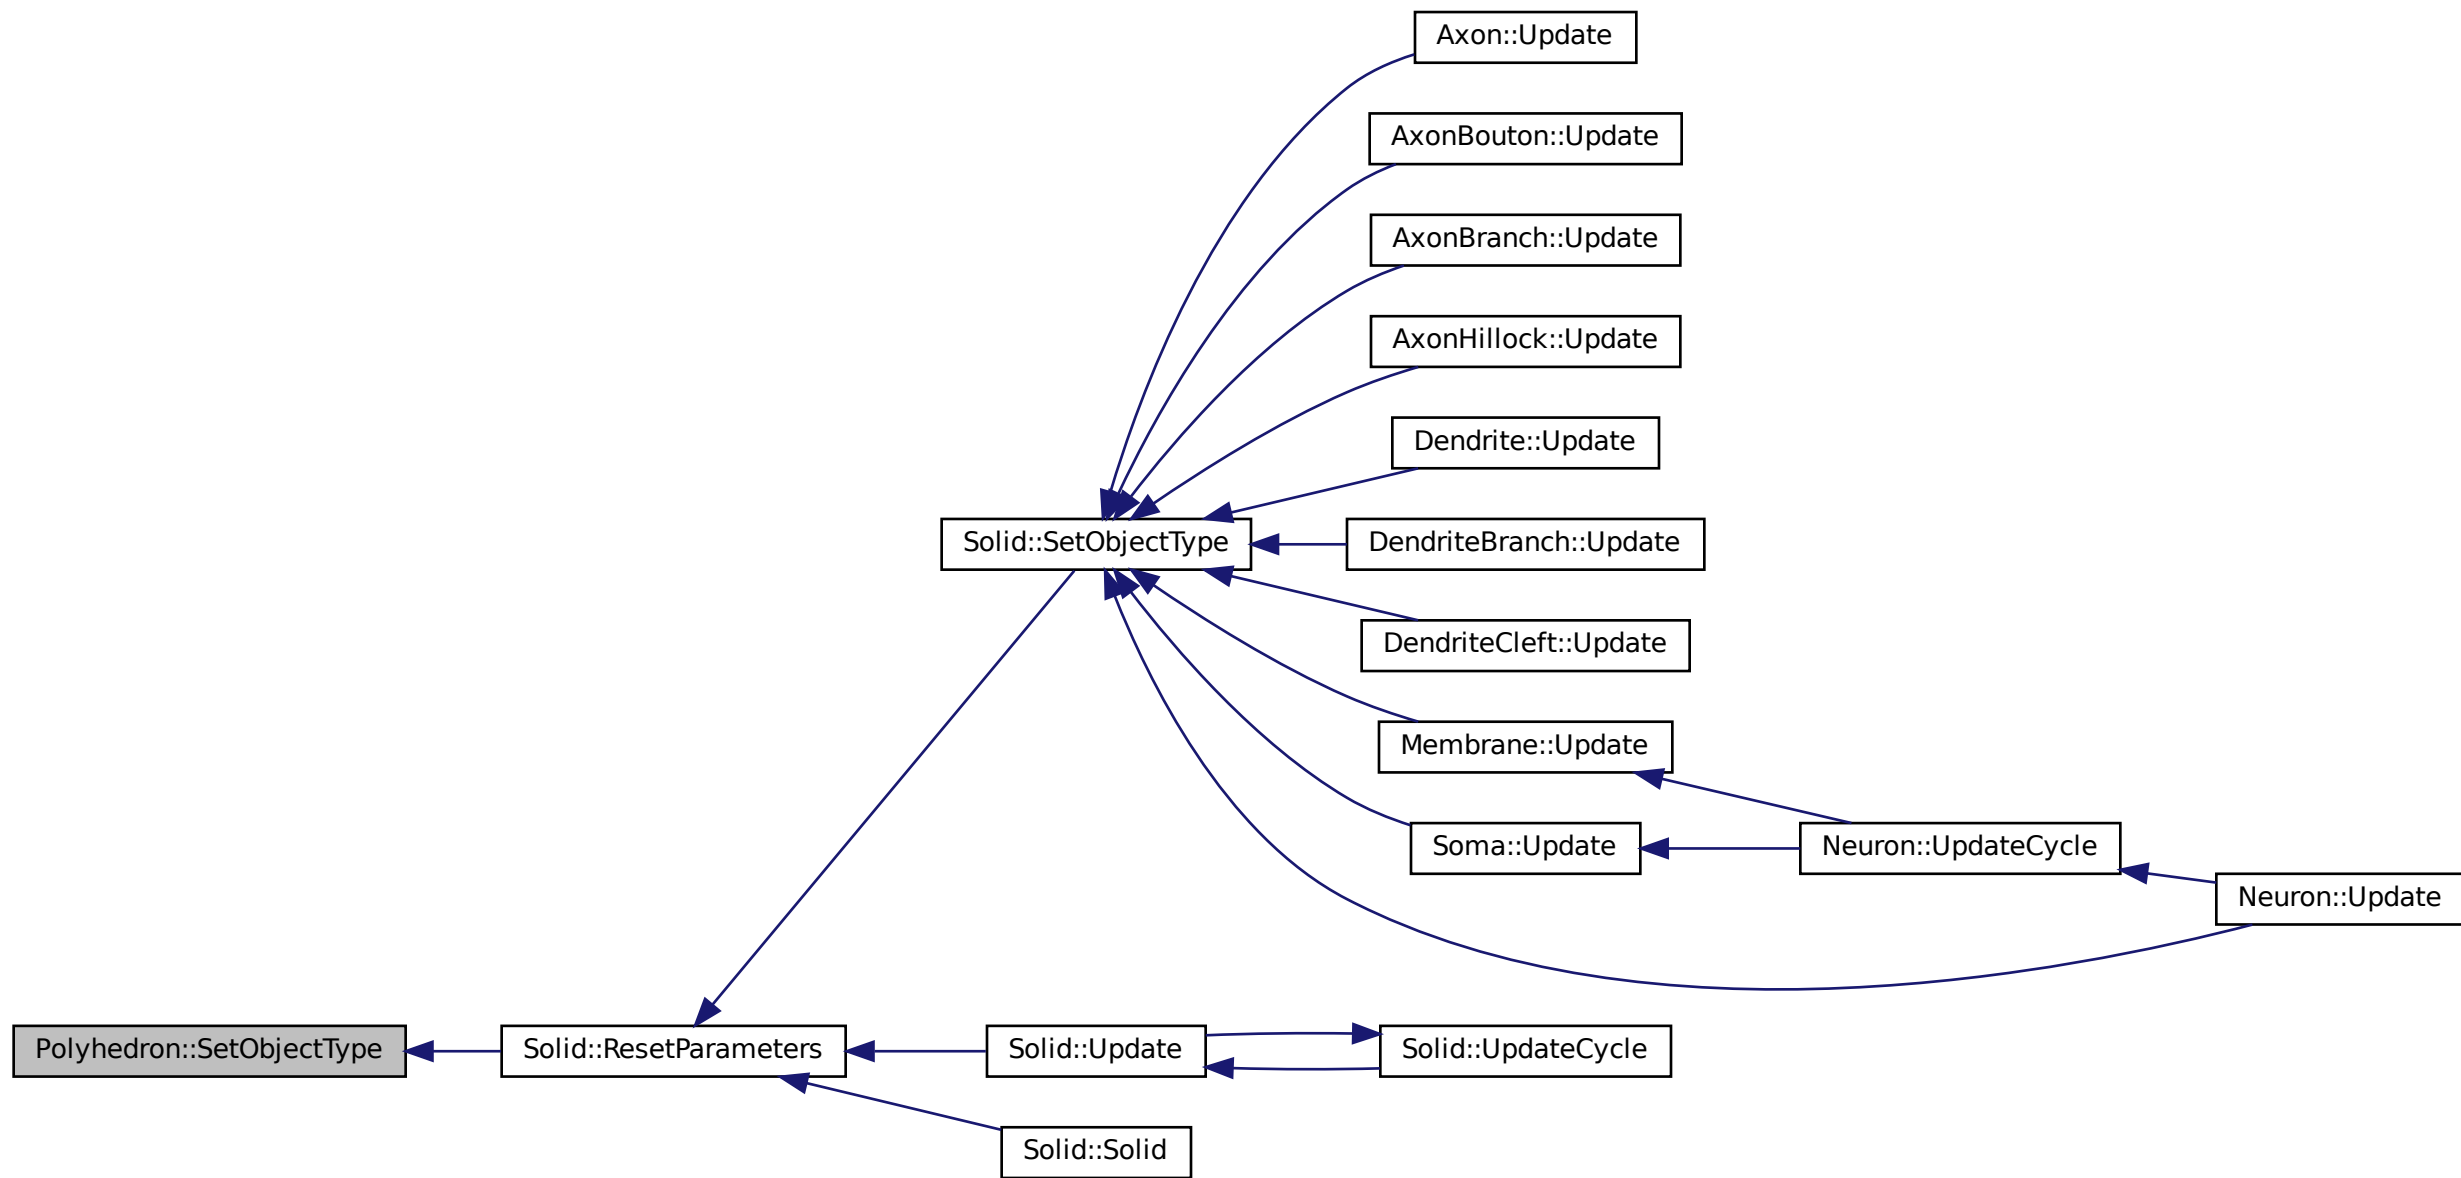 Axon::Update
AxonBouton::Update
AxonBranch::Update
AxonHillock::Update
Dendrite::Update
Solid::SetObjectType
DendriteBranch::Update
DendriteCleft::Update
Membrane::Update
Soma::Update
Neuron::UpdateCycle
Neuron::Update
Polyhedron::SetObjectType
Solid::ResetParameters
Solid::Update
Solid::UpdateCycle
Solid::Solid